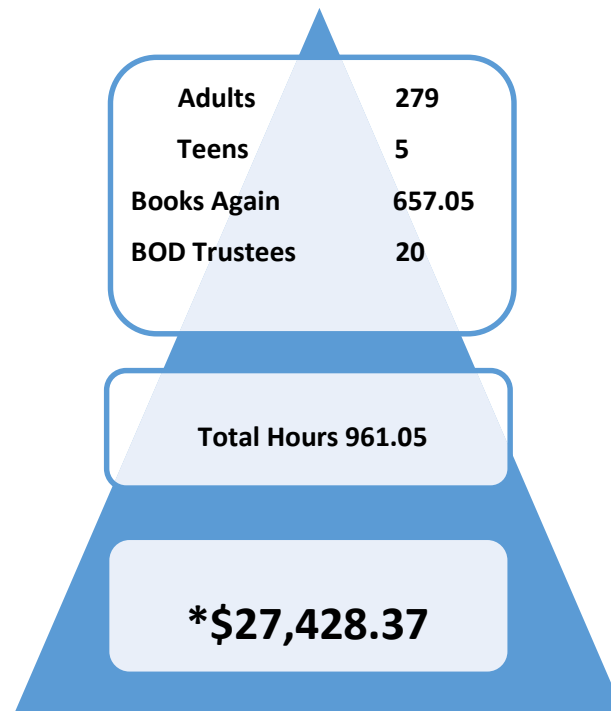 Adults 279
Teens 5
Books Again 657.05
BOD Trustees 20
Total Hours 961.05
*$27,428.37